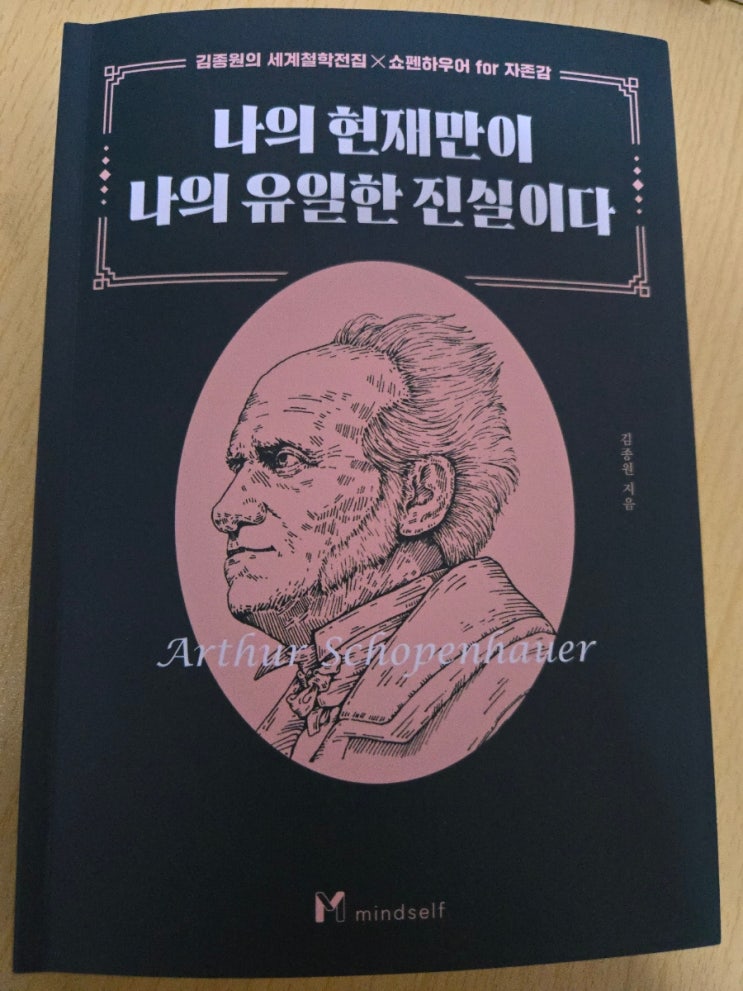 김종원의 세계철학전집×쇼펜하우어 for 자존감
나의 현재만이
나의 유일한 진실이다
김종원 지음
Arthur Schopenhauer
M mindself